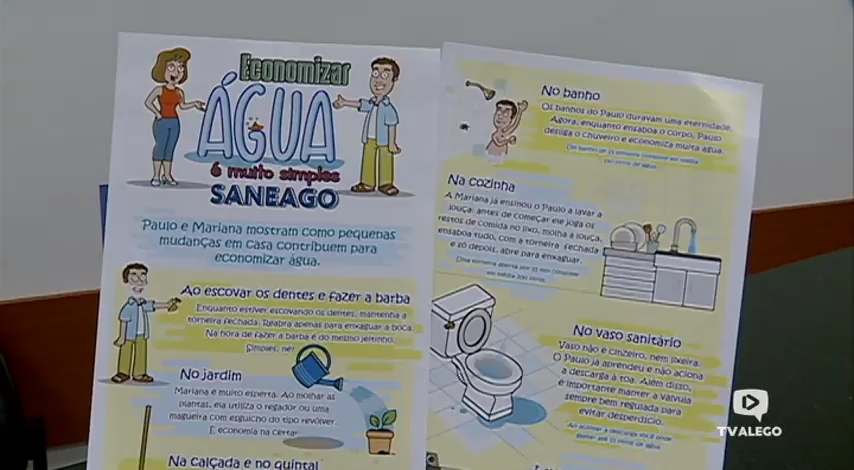 Economizar
ÁGUA
é muito simples
SANEAGO
Paulo e Mariana mostram como pequenas
mudanças em casa contribuem para
economizar água.
Ao escovar os dentes e fazer a barba
Enquanto estiver escovando os dentes, mantenha a
torneira fechada. Reabra apenas para enxaguar a boca.
Na hora de fazer a barba é do mesmo jeitinho.
Simples, né!
No jardim
Mariana é muito esperta. Ao molhar as
plantas, ela utiliza o regador ou uma
mangueira com esguicho do tipo revólver.
É economia na certa!
Na calçada e no quintal
No banho
Os banhos do Paulo duravam uma eternidade.
Agora, enquanto ensaboa o corpo, Paulo
desliga o chuveiro e economiza muita água.
Na cozinha
A Mariana já ensinou o Paulo a lavar a
louça: antes de começar ele joga os
restos de comida no lixo, molha a louça,
ensaboa tudo, com a torneira fechada
e só depois, abre para enxaguar.
No vaso sanitário
Vaso não é cinzeiro, nem lixeira.
O Paulo já aprendeu e não aciona
a descarga à toa. Além disso,
é importante manter a válvula
sempre bem regulada para
evitar desperdício.
TVALEGO